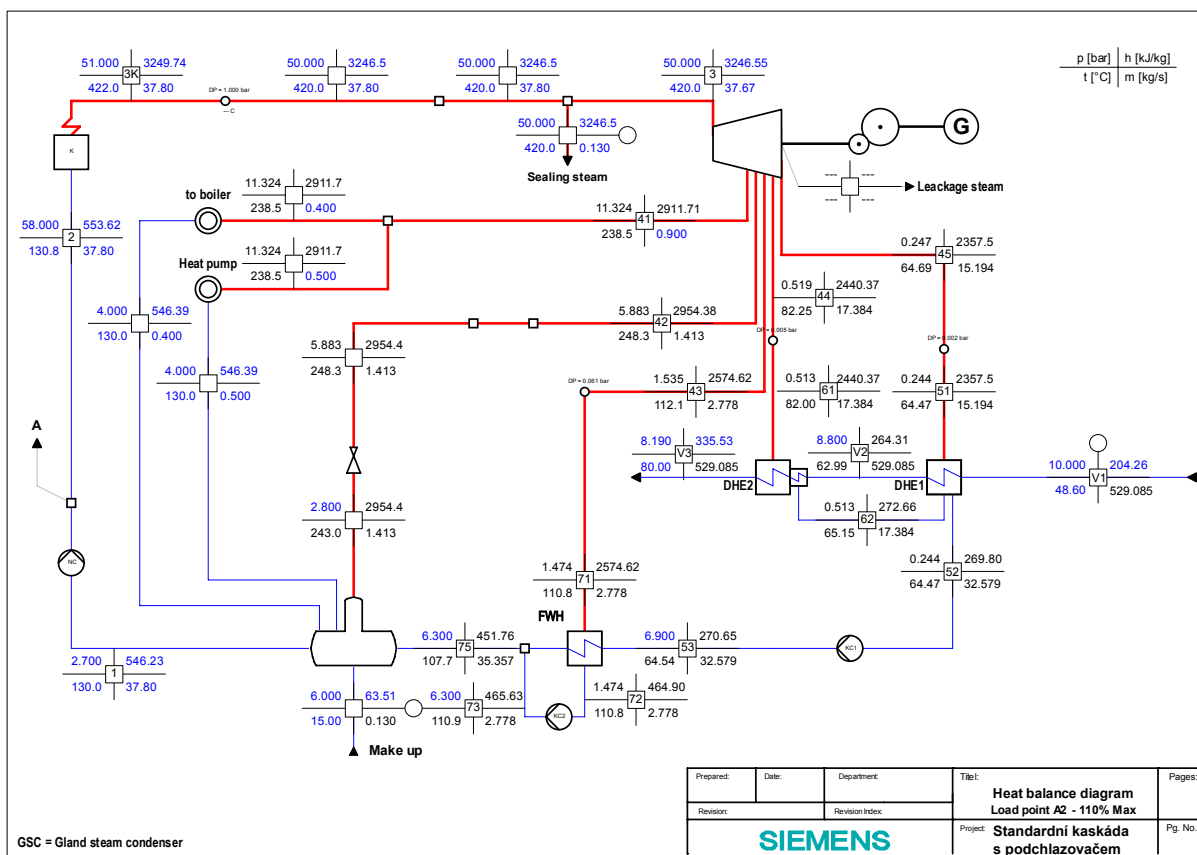 51.000 3249.74
3K
422.0 37.80
50.000 3246.5
420.0 37.80
50.000 3246.5
420.0 37.80
50.000 3246.55
3
420.0 37.67
p [bar] h [kJ/kg]
t [°C] m [kg/s]
DP = 1.000 bar
--- C
50.000 3246.5
420.0 0.130
Sealing steam
G
K
to boiler
11.324 2911.7
238.5 0.400
11.324 2911.71
41
238.5 0.900
---  ---
---  ---
Leackage steam
58.000 553.62
2
130.8 37.80
Heat pump
11.324 2911.7
238.5 0.500
0.247 2357.5
45
64.69 15.194
0.519 2440.37
44
82.25 17.384
4.000 546.39
130.0 0.400
5.883 2954.38
42
248.3 1.413
DP = 0.005 bar
DP = 0.002 bar
5.883 2954.4
248.3 1.413
4.000 546.39
130.0 0.500
DP = 0.061 bar
1.535 2574.62
43
112.1 2.778
0.513 2440.37
61
82.00 17.384
0.244 2357.5
51
64.47 15.194
A
8.190 335.53
V3
80.00 529.085
8.800 264.31
V2
62.99 529.085
10.000 204.26
V1
48.60 529.085
DHE2
DHE1
2.800 2954.4
243.0 1.413
0.513 272.66
62
65.15 17.384
NC
1.474 2574.62
71
110.8 2.778
0.244 269.80
52
64.47 32.579
FWH
2.700 546.23
1
130.0 37.80
6.300 451.76
75
107.7 35.357
6.900 270.65
53
64.54 32.579
KC1
6.000 63.51
15.00 0.130
6.300 465.63
73
110.9 2.778
KC2
1.474 464.90
72
110.8 2.778
Make up
Prepared: Date: Department: Titel: Pages:
Heat balance diagram
Load point A2 - 110% Max
Revision: Revision Index:
SIEMENS
Project: Standardní kaskáda
s podchlazovačem
Pg. No.
GSC = Gland steam condenser